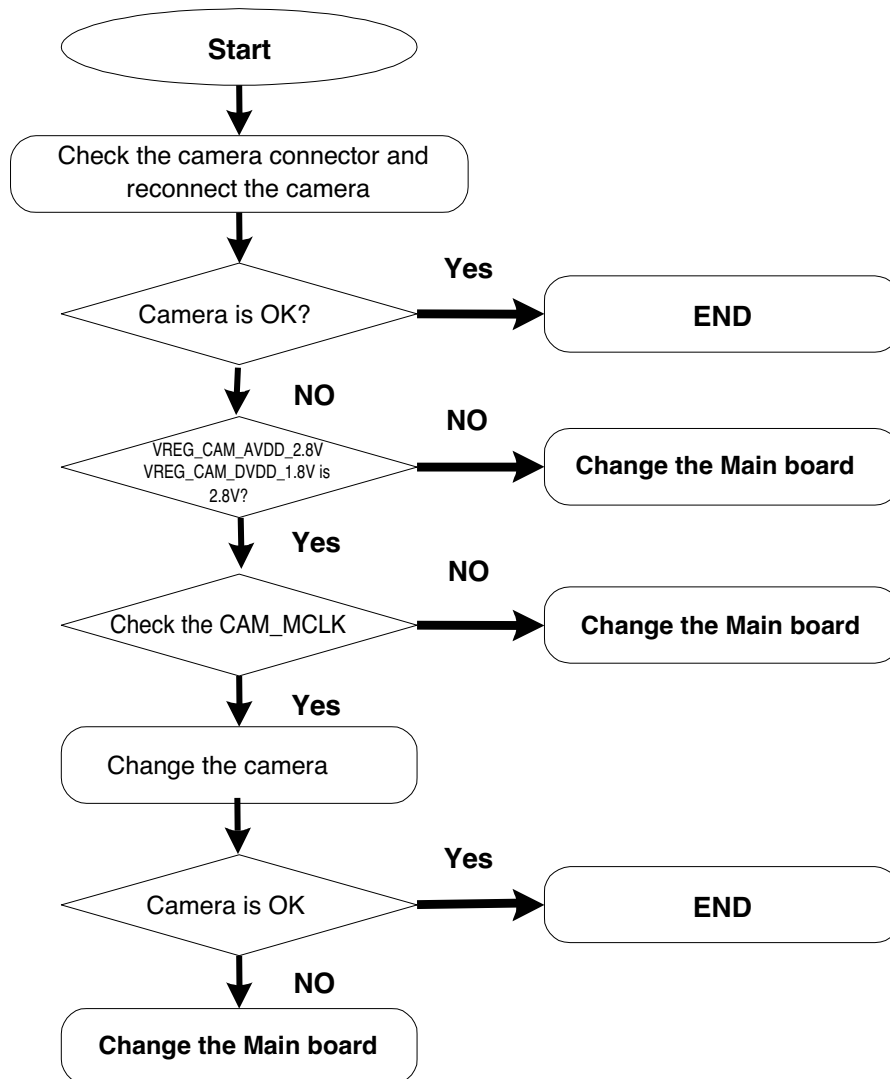 Start
Check the camera connector and
reconnect the camera
Yes
Camera is OK?
END
NO
NO
VREG_CAM_AVDD_2.8V
VREG_CAM_DVDD_1.8V is
2.8V?
Change the Main board
Yes
NO
Check the CAM_MCLK
Change the Main board
Yes
Change the camera
Yes
Camera is OK
END
NO
Change the Main board